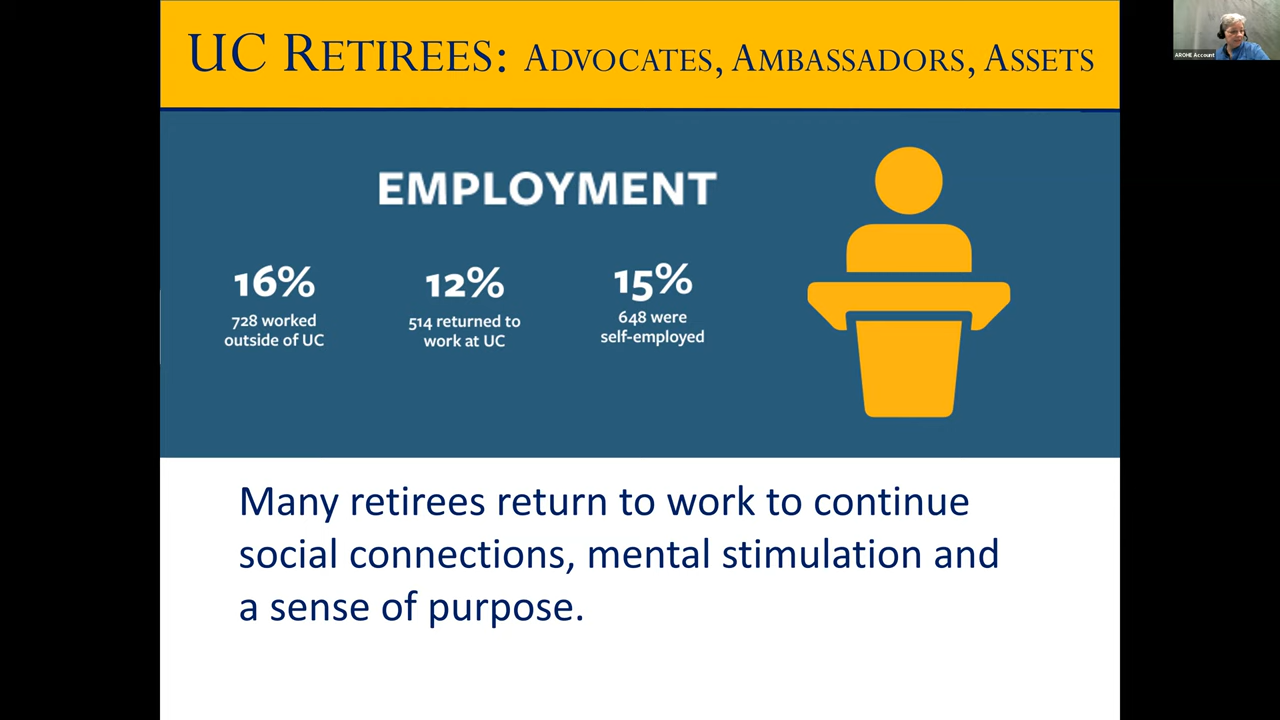 UC RETIREES: ADVOCATES, AMBASSADORS, ASSETS
AROHE Account
EMPLOYMENT
16%
728 worked
outside of UC
12%
514 returned to
work at UC
15%
648 were
self-employed
Many retirees return to work to continue
social connections, mental stimulation and
a sense of purpose.